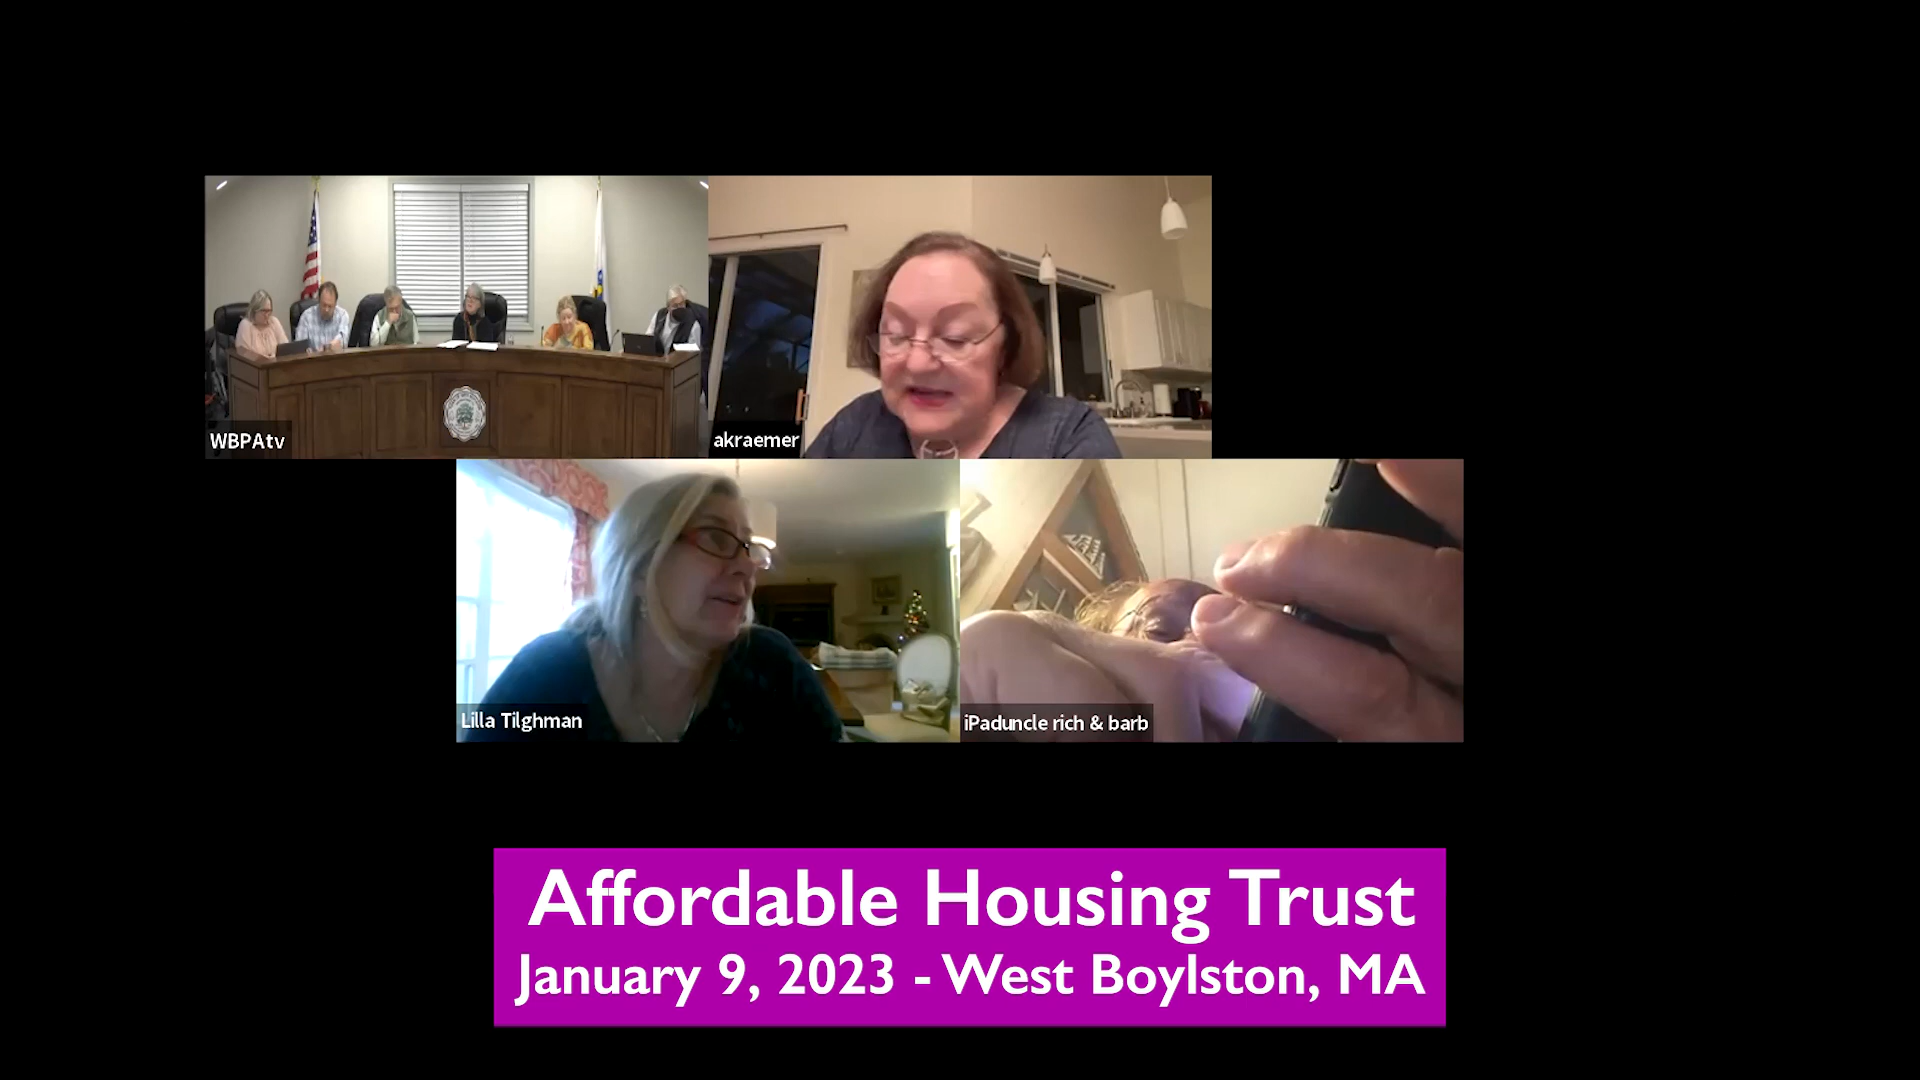 WBPAtv
akraemer
Lilla Tilghman
iPaduncle rich & barb
Affordable Housing Trust
January 9, 2023 - West Boylston, MA